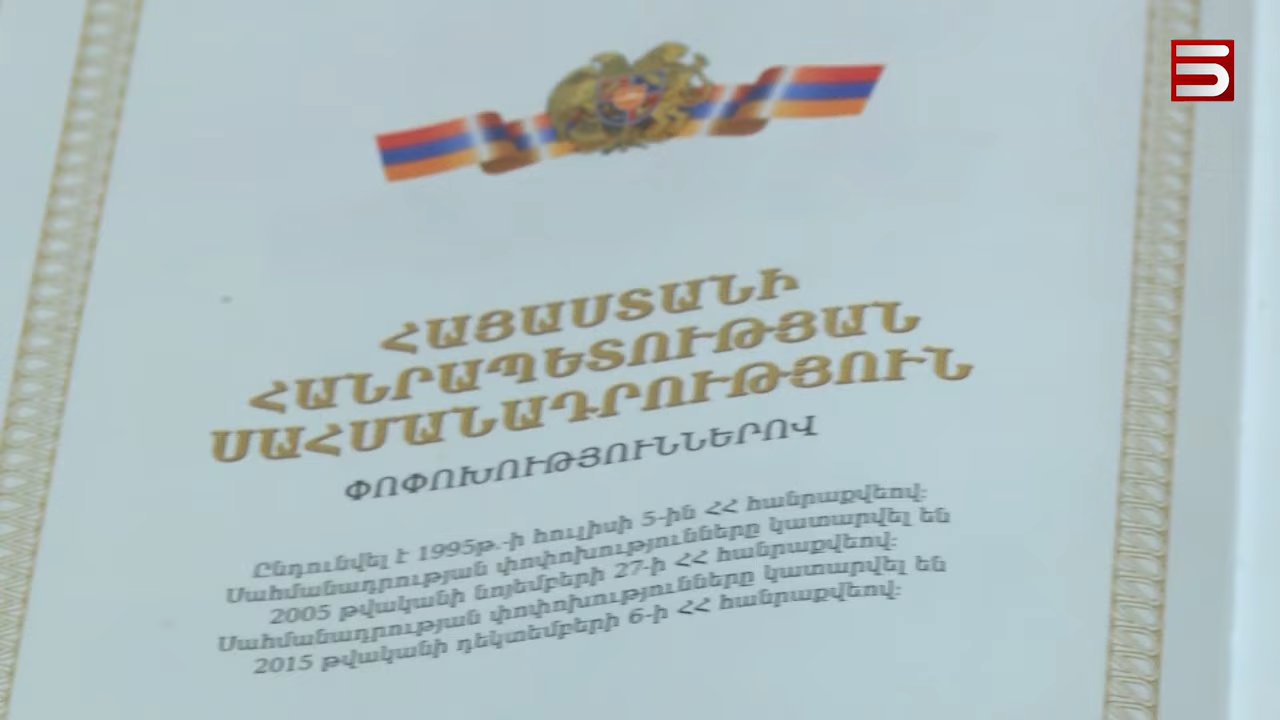 ՀԱՅԱՍՏԱՆԻ
ՀԱՆՐԱՊԵՏՈՒԹՅԱՆ
ՍԱՀՄԱՆԱԴՐՈՒԹՅՈՒՆ
ՓՈՓՈԽՈՒԹՅՈՒՆՆԵՐՈՎ
Ընդունվել է 1995թ.-ի հուլիսի 5-ին ՀՀ հանրաքվեով։
Սահմանադրության փոփոխությունները կատարվել են
2005 թվականի նոյեմբերի 27-ի ՀՀ հանրաքվեով։
Սահմանադրության փոփոխությունները կատարվել են
2015 թվականի դեկտեմբերի 6-ի ՀՀ հանրաքվեով։